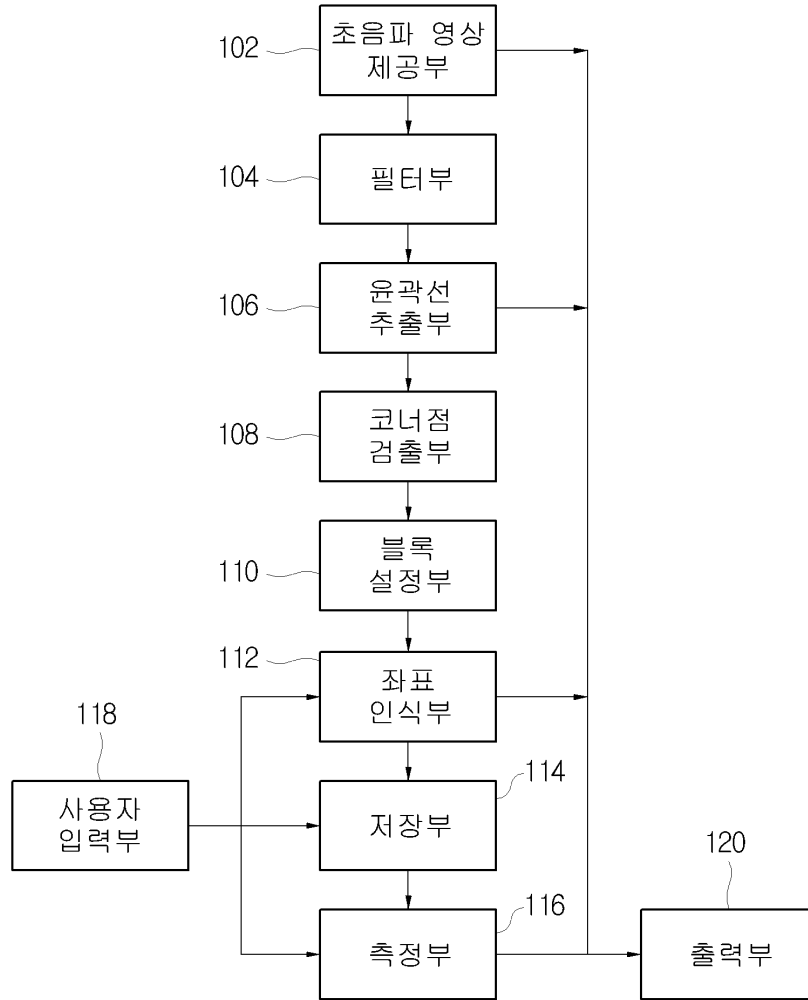 102
초음파 영상
제공부
104
필터부
106
윤곽선
추출부
108
코너점
검출부
110
블록
설정부
112
좌표
인식부
118
사용자
입력부
114
저장부
116
측정부
120
출력부